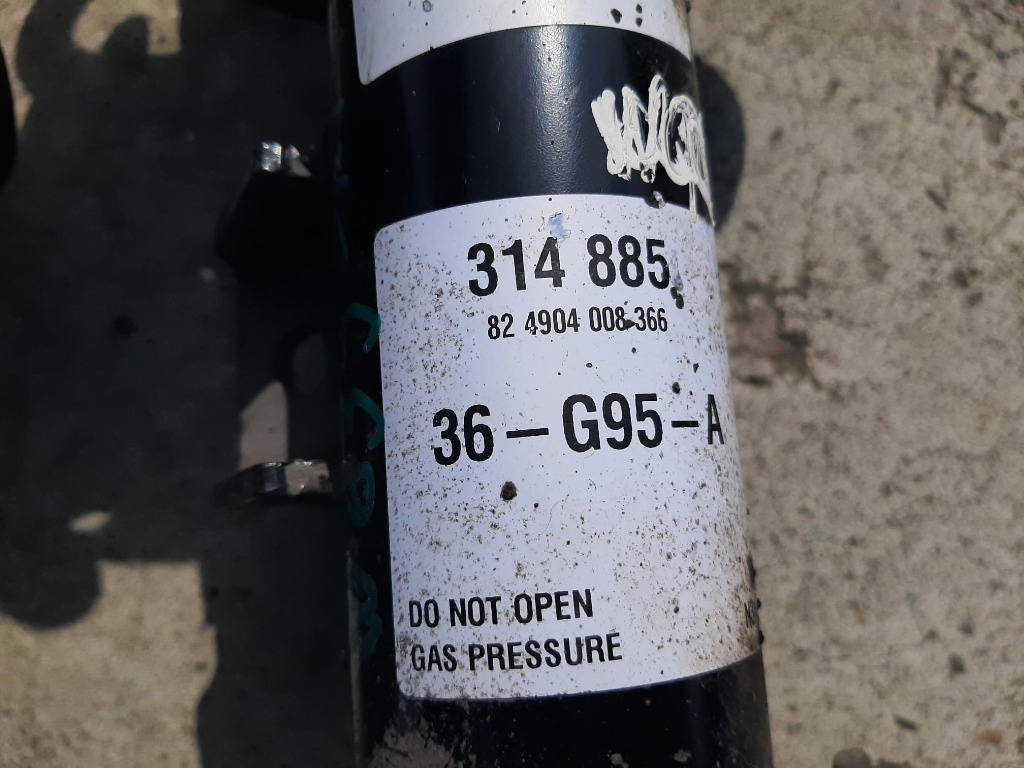 314 885
82 4904 008 366
36 – G95 – A
DO NOT OPEN
GAS PRESSURE